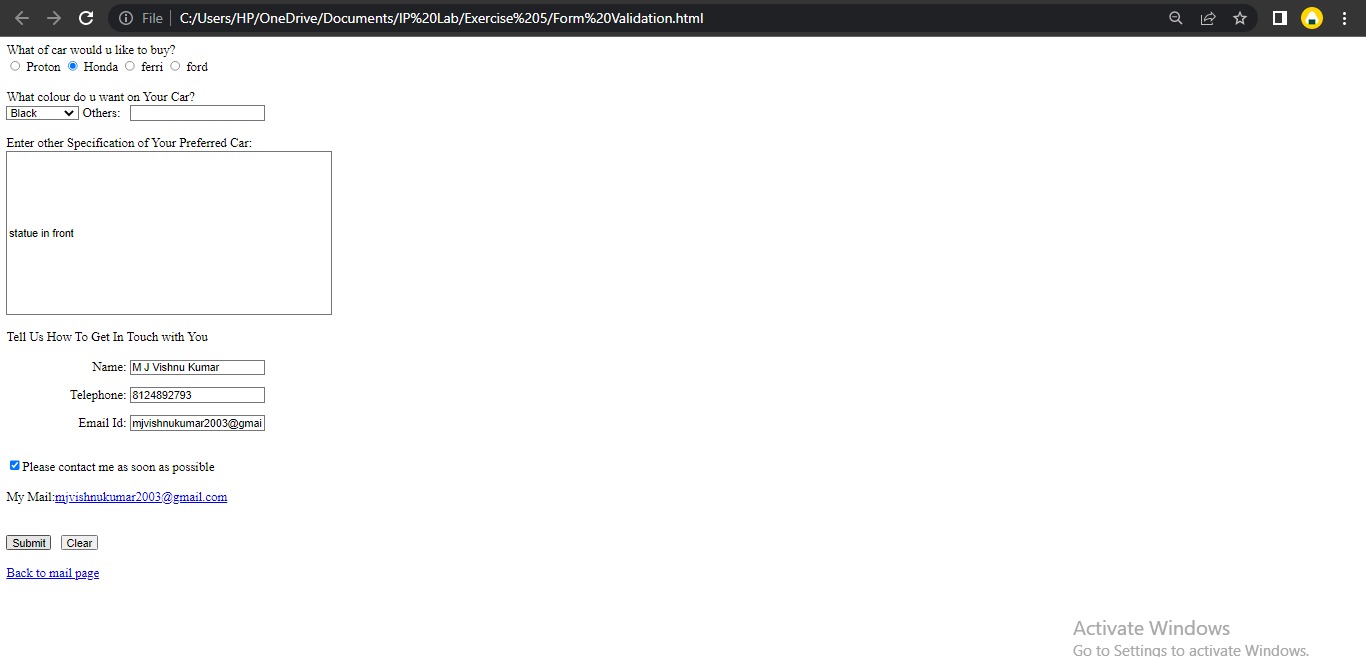 File C:/Users/HP/OneDrive/Documents/IP%20Lab/Exercise%205/Form%20Validation.html
What of car would u like to buy?
Proton Honda ferri ford
What colour do u want on Your Car?
Black Others:
Enter other Specification of Your Preferred Car:
statue in front
Tell Us How To Get In Touch with You
Name: M J Vishnu Kumar
Telephone: 8124892793
Email Id: mjvishnukumar2003@gmai
Please contact me as soon as possible
My Mail:mjvishnukumar2003@gmail.com
Submit Clear
Back to mail page
Activate Windows
Go to Settings to activate Windows.